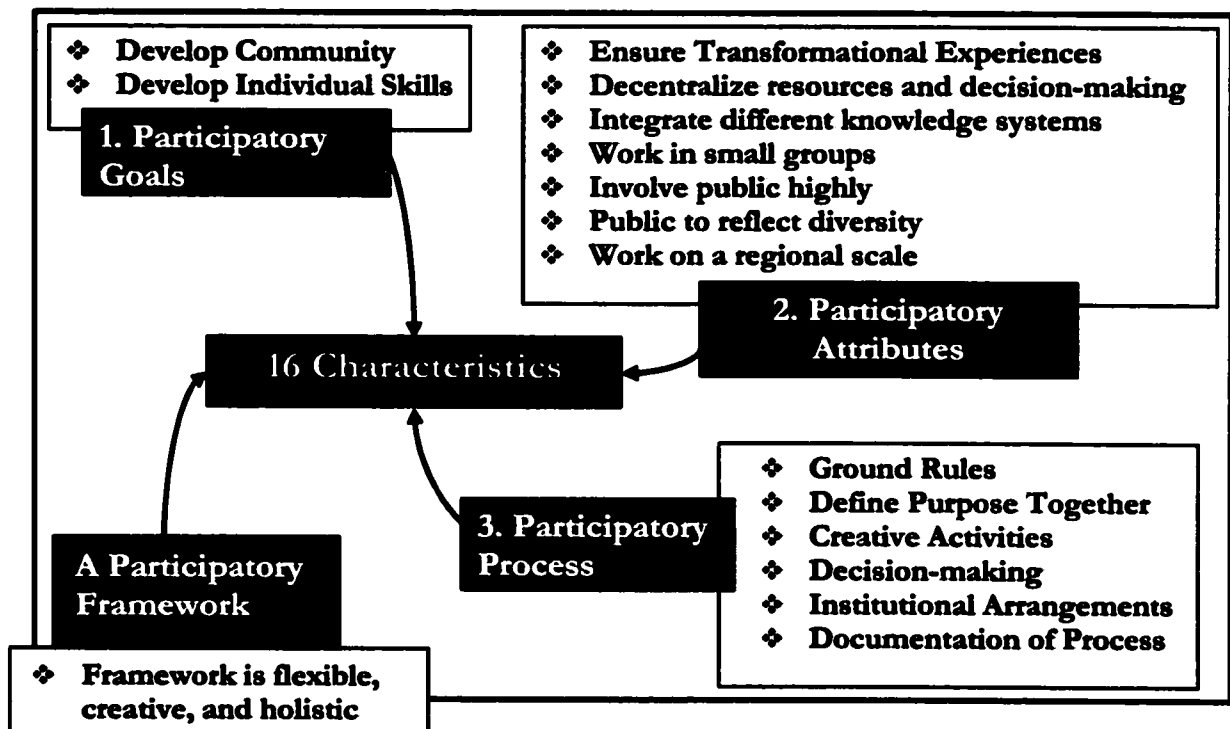 ❖ Develop Community
❖ Develop Individual Skills
1. Participatory
Goals
❖ Ensure Transformational Experiences
❖ Decentralize resources and decision-making
❖ Integrate different knowledge systems
❖ Work in small groups
❖ Involve public highly
❖ Public to reflect diversity
❖ Work on a regional scale
2. Participatory
Attributes
16 Characteristics
❖ Ground Rules
❖ Define Purpose Together
❖ Creative Activities
❖ Decision-making
❖ Institutional Arrangements
❖ Documentation of Process
3. Participatory
Process
A Participatory
Framework
❖ Framework is flexible,
creative, and holistic